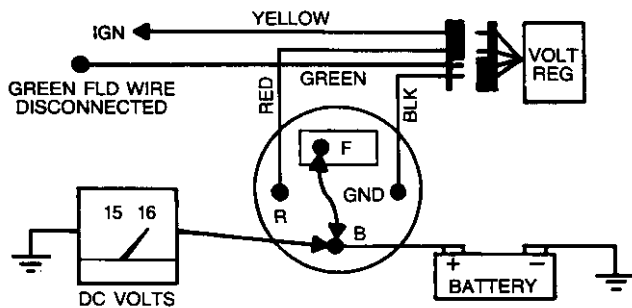 YELLOW
IGN
VOLT
REG
GREEN FLD WIRE
DISCONNECTED
GREEN
RED
BLK
F
R
GND
B
15 16
DC VOLTS
+ −
BATTERY